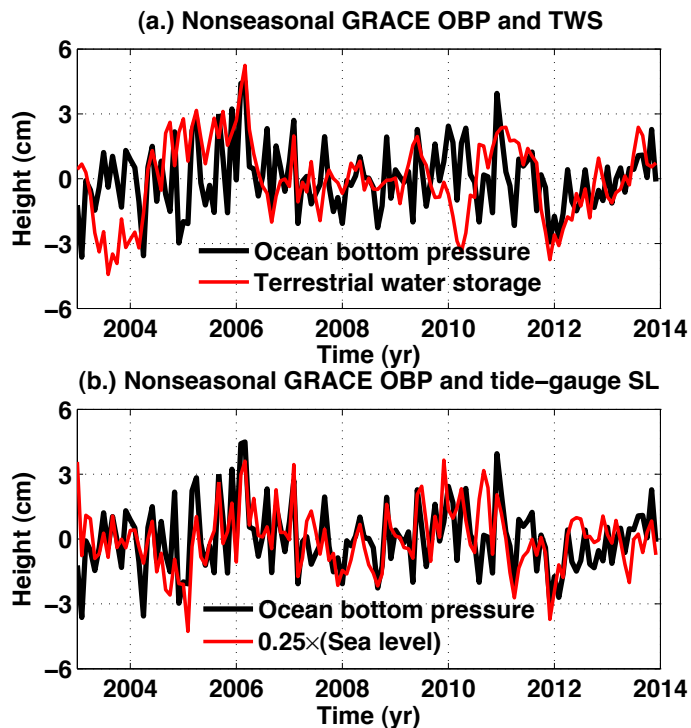 (a.) Nonseasonal GRACE OBP and TWS
Height (cm)
6
3
0
−3
−6
Ocean bottom pressure
Terrestrial water storage
2004 2006 2008 2010 2012 2014
Time (yr)
(b.) Nonseasonal GRACE OBP and tide−gauge SL
Height (cm)
6
3
0
−3
−6
Ocean bottom pressure
0.25×(Sea level)
2004 2006 2008 2010 2012 2014
Time (yr)